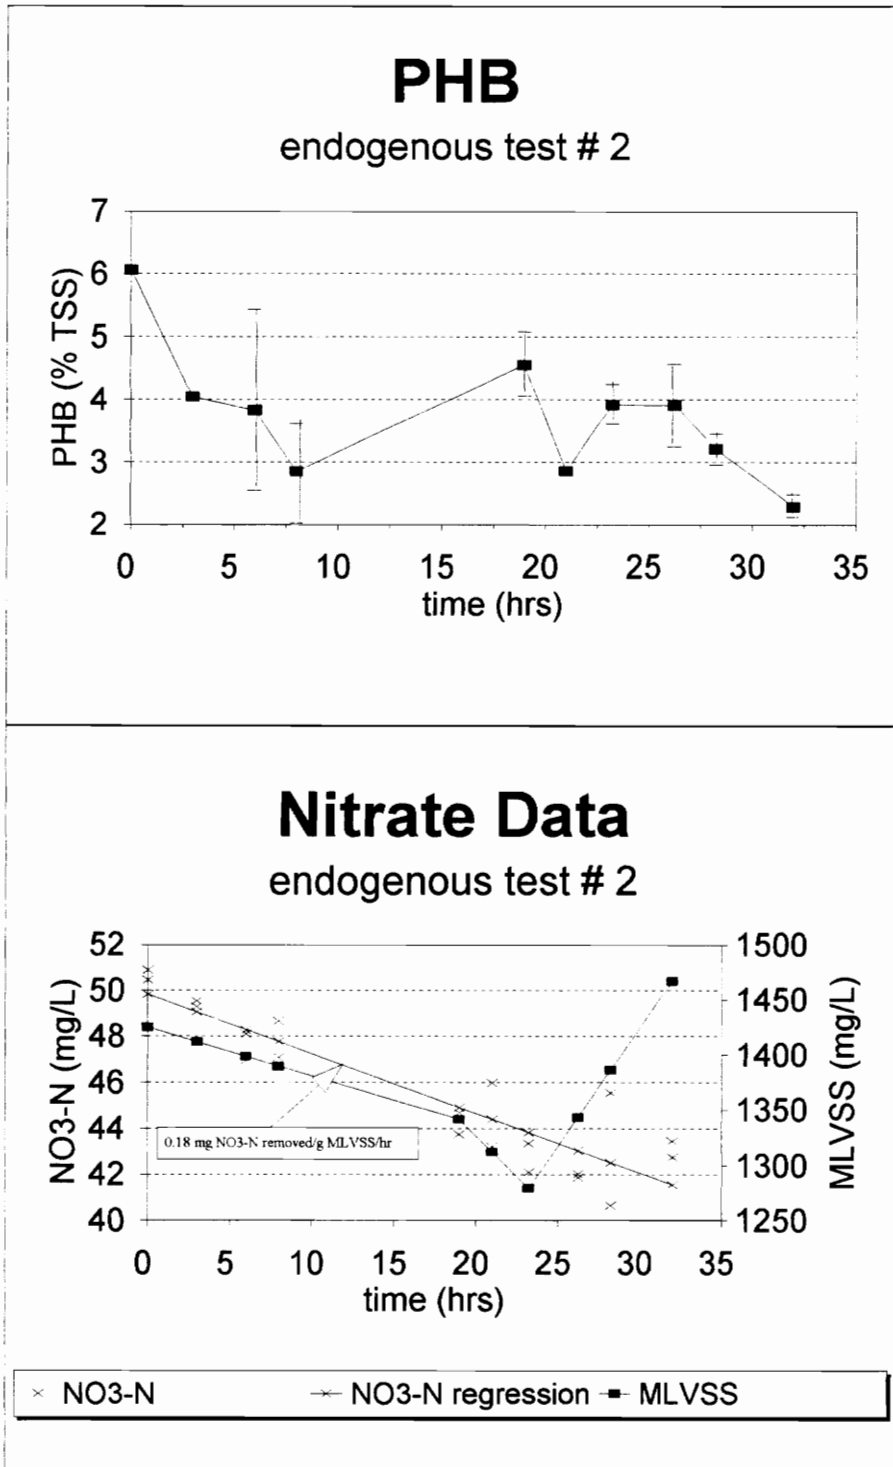 PHB
endogenous test # 2
7
6
5
4
3
2
PHB (% TSS)
0 5 10 15 20 25 30 35
time (hrs)
Nitrate Data
endogenous test # 2
52
50
48
46
44
42
40
NO3-N (mg/L)
1500
1450
1400
1350
1300
1250
MLVSS (mg/L)
0.18 mg NO3-N removed/g MLVSS/hr
0 5 10 15 20 25 30 35
time (hrs)
NO3-N NO3-N regression MLVSS